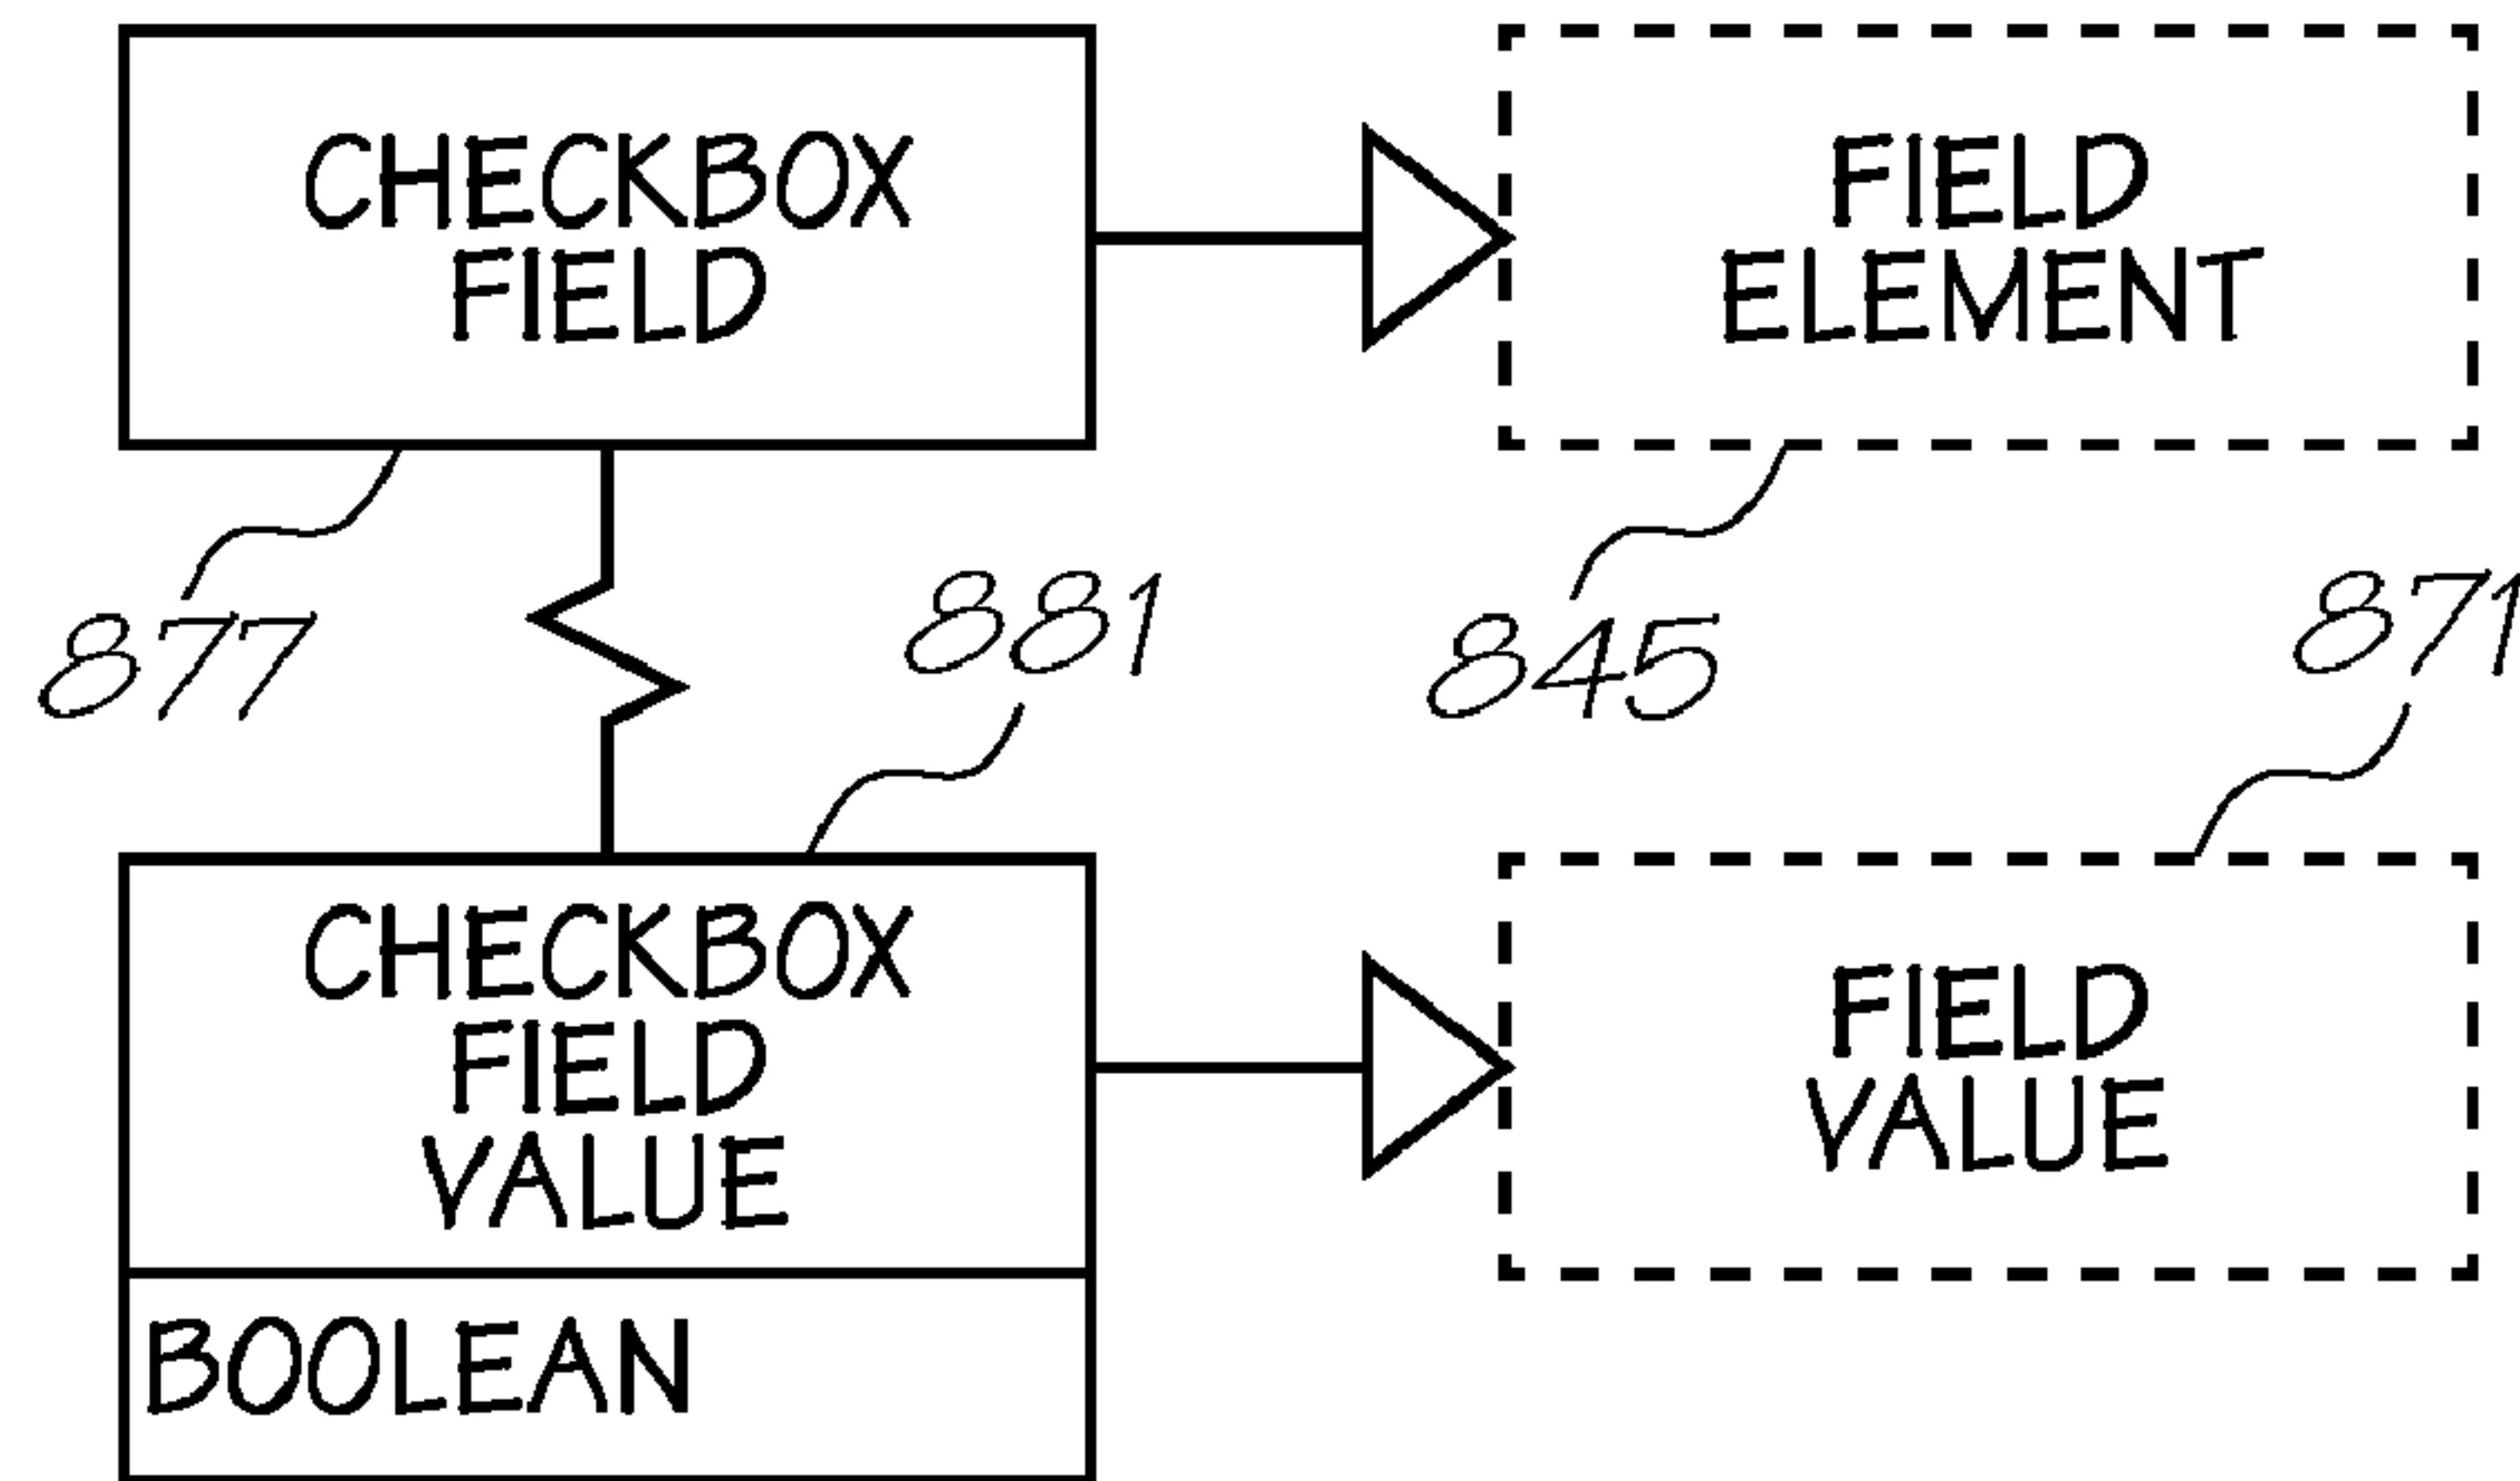 CHECKBOX
FIELD
FIELD
ELEMENT
877
881
845
871
CHECKBOX
FIELD
VALUE
BOOLEAN
FIELD
VALUE